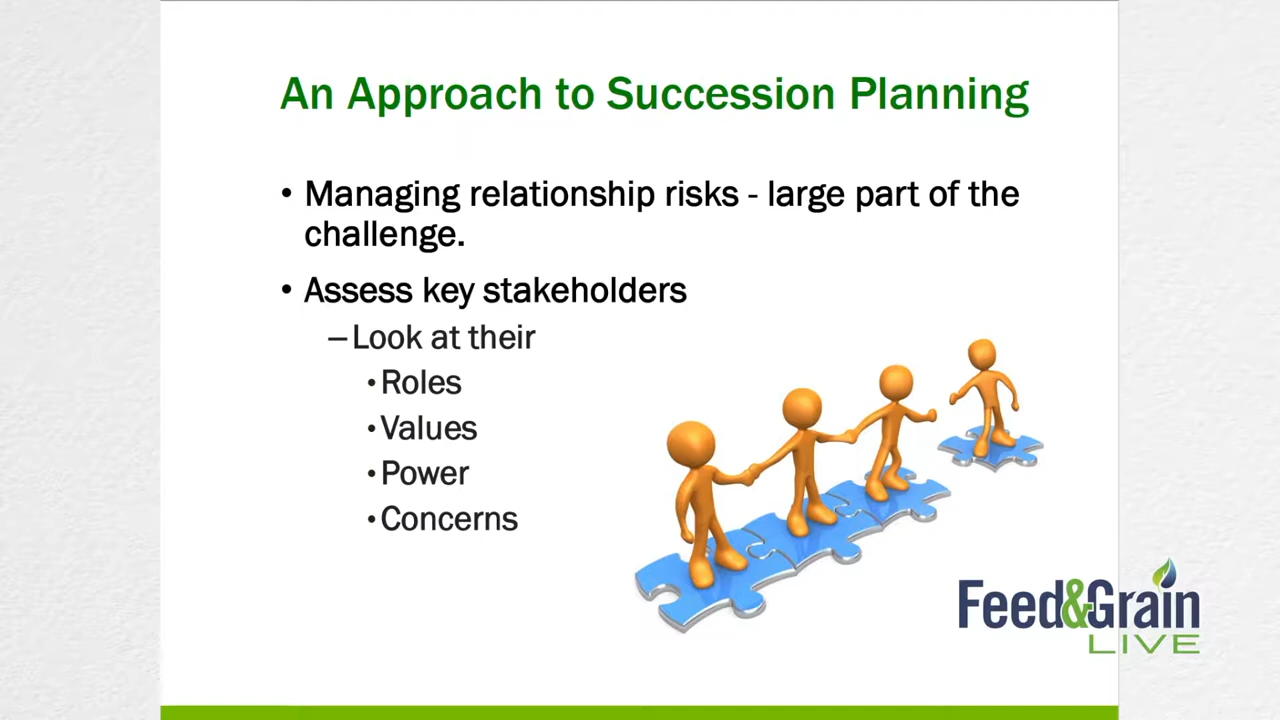 An Approach to Succession Planning
• Managing relationship risks - large part of the
challenge.
• Assess key stakeholders
– Look at their
• Roles
• Values
• Power
• Concerns
Feed&Grain
LIVE